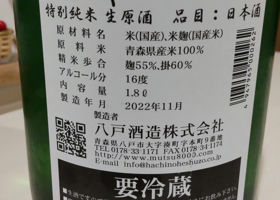 特別純米 生原酒 品目:日本酒
原材料名 米(国産)、米麹(国産米)
原料米 青森県産米100%
精米歩合 麹55%、掛60%
アルコール分 16度
内容量 1.8ℓ
製造年月 2022年11月
製造者
八戸酒造株式会社
青森県八戸市大字湊町字本町9番地
TEL 0178-33-1171 FAX 0178-34-1174
http://www.mutsu8000.com
E-mail info@hachinoheshuzo.co.jp
要冷蔵